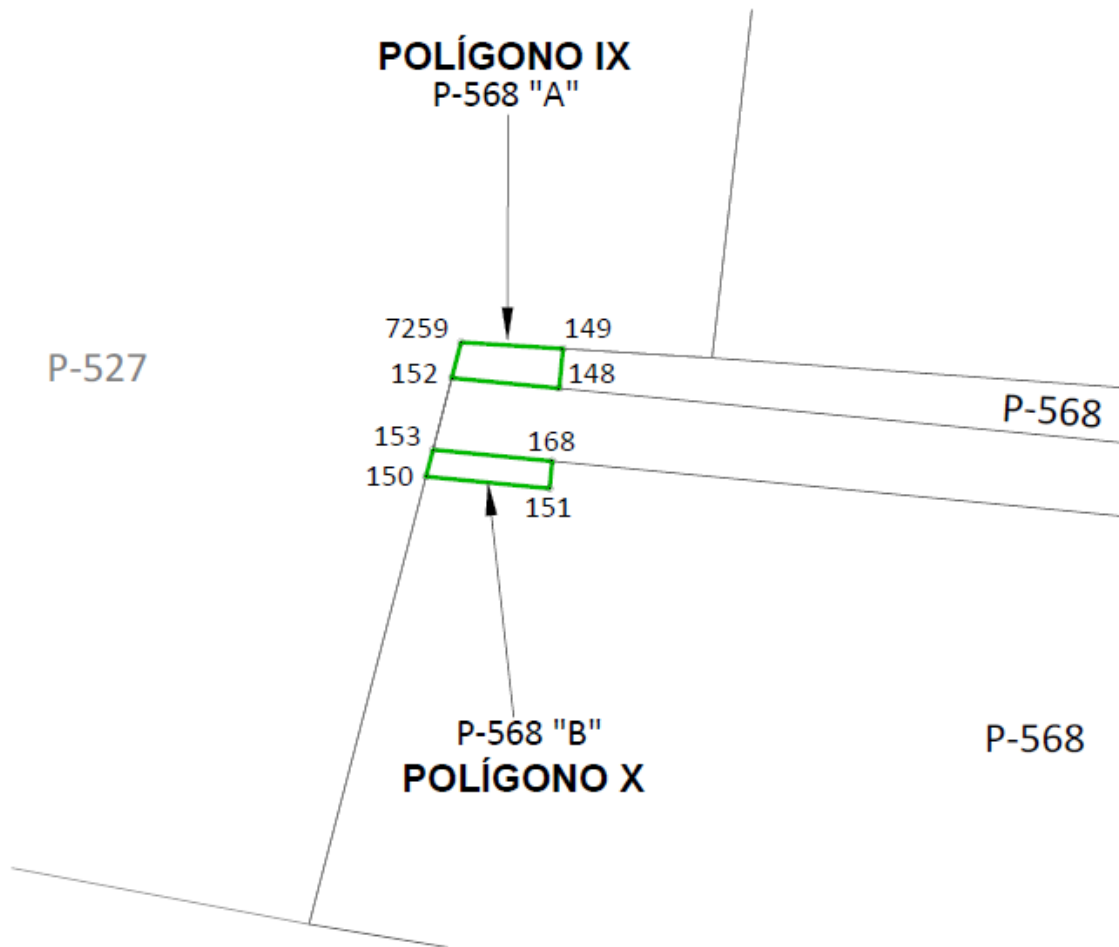 POLÍGONO IX
P-568 "A"
7259
149
P-527
152
148
P-568
153
168
150
151
P-568 "B"
P-568
POLÍGONO X